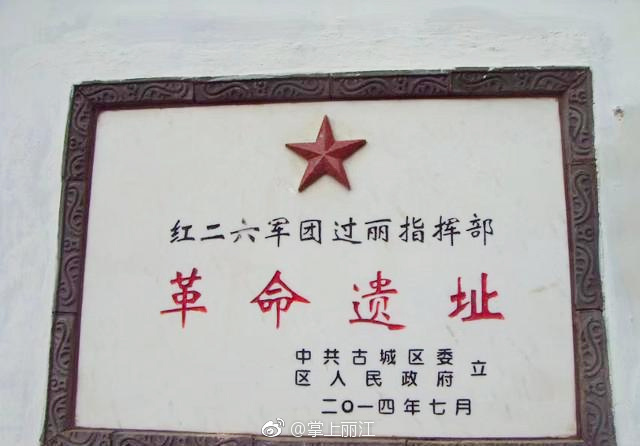 红二六军团过丽指挥部
革命遗址
中共古城区委
区人民政府
立
二〇一四年七月
@掌上丽江